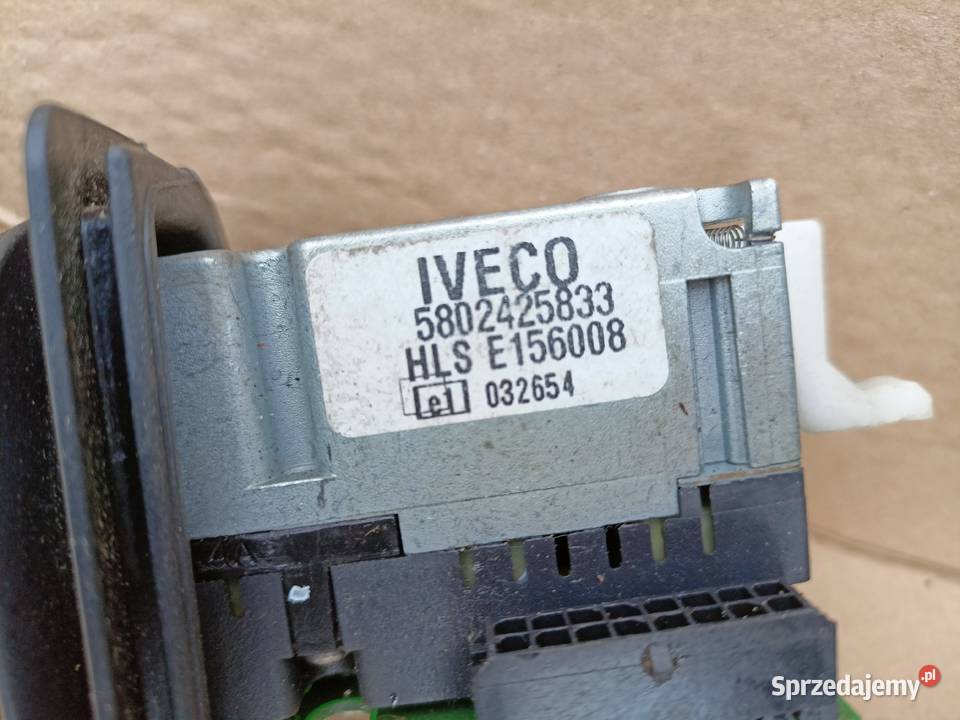 IVECO
5802425833
HLS E156008
e1 032654
Sprzedajemy.pl